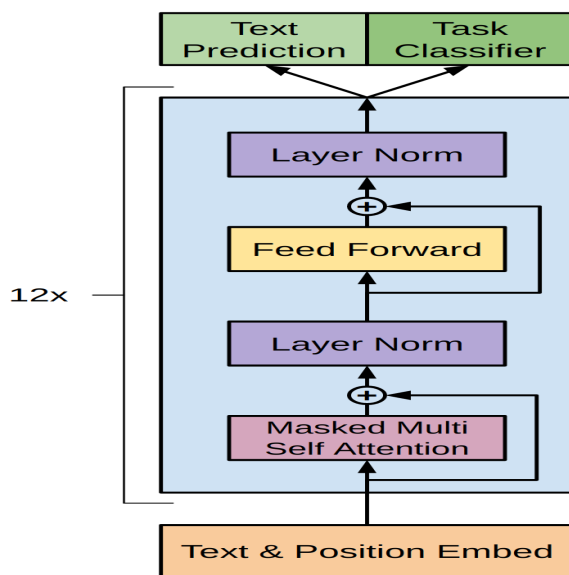 Text
Prediction
Task
Classifier
Layer Norm
Feed Forward
12x
Layer Norm
Masked Multi
Self Attention
Text & Position Embed